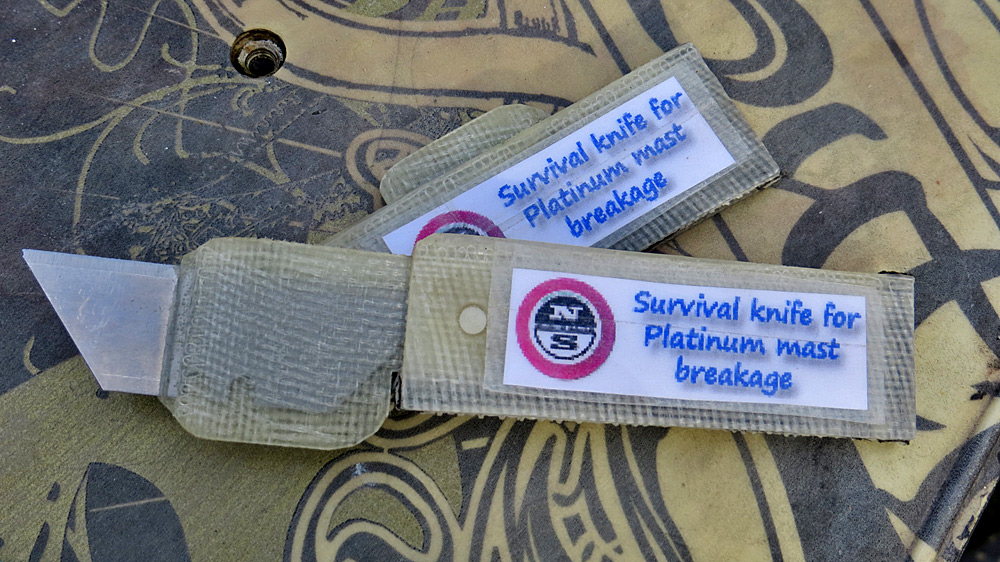 Survival knife for
Platinum mast
breakage
N
S
Survival knife for
Platinum mast
breakage